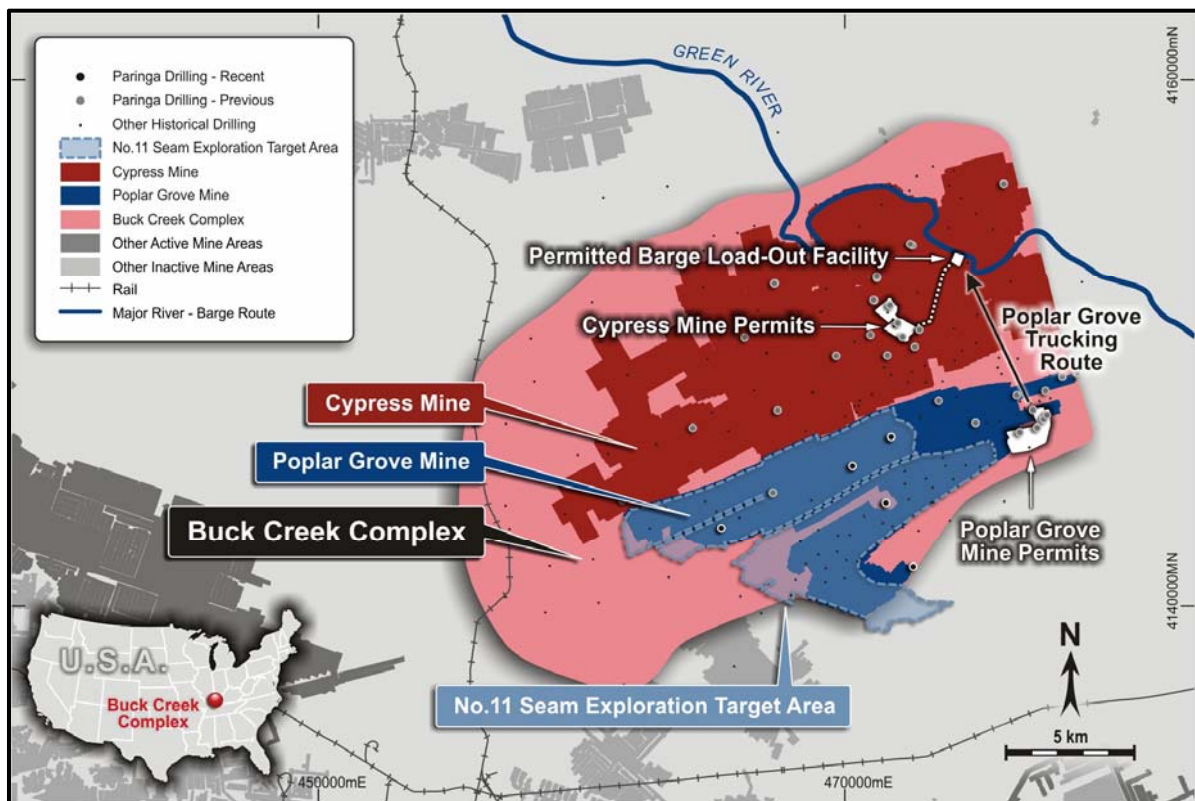 Paringa Drilling - Recent
Paringa Drilling - Previous
Other Historical Drilling
No.11 Seam Exploration Target Area
Cypress Mine
Poplar Grove Mine
Buck Creek Complex
Other Active Mine Areas
Other Inactive Mine Areas
Rail
Major River - Barge Route
GREEN RIVER
4160000mN
Permitted Barge Load-Out Facility
Cypress Mine Permits
Poplar Grove
Trucking
Route
Cypress Mine
Poplar Grove Mine
Buck Creek Complex
Poplar Grove
Mine Permits
4140000MN
No.11 Seam Exploration Target Area
U.S.A.
Buck Creek
Complex
N
5 km
450000mE
470000mE